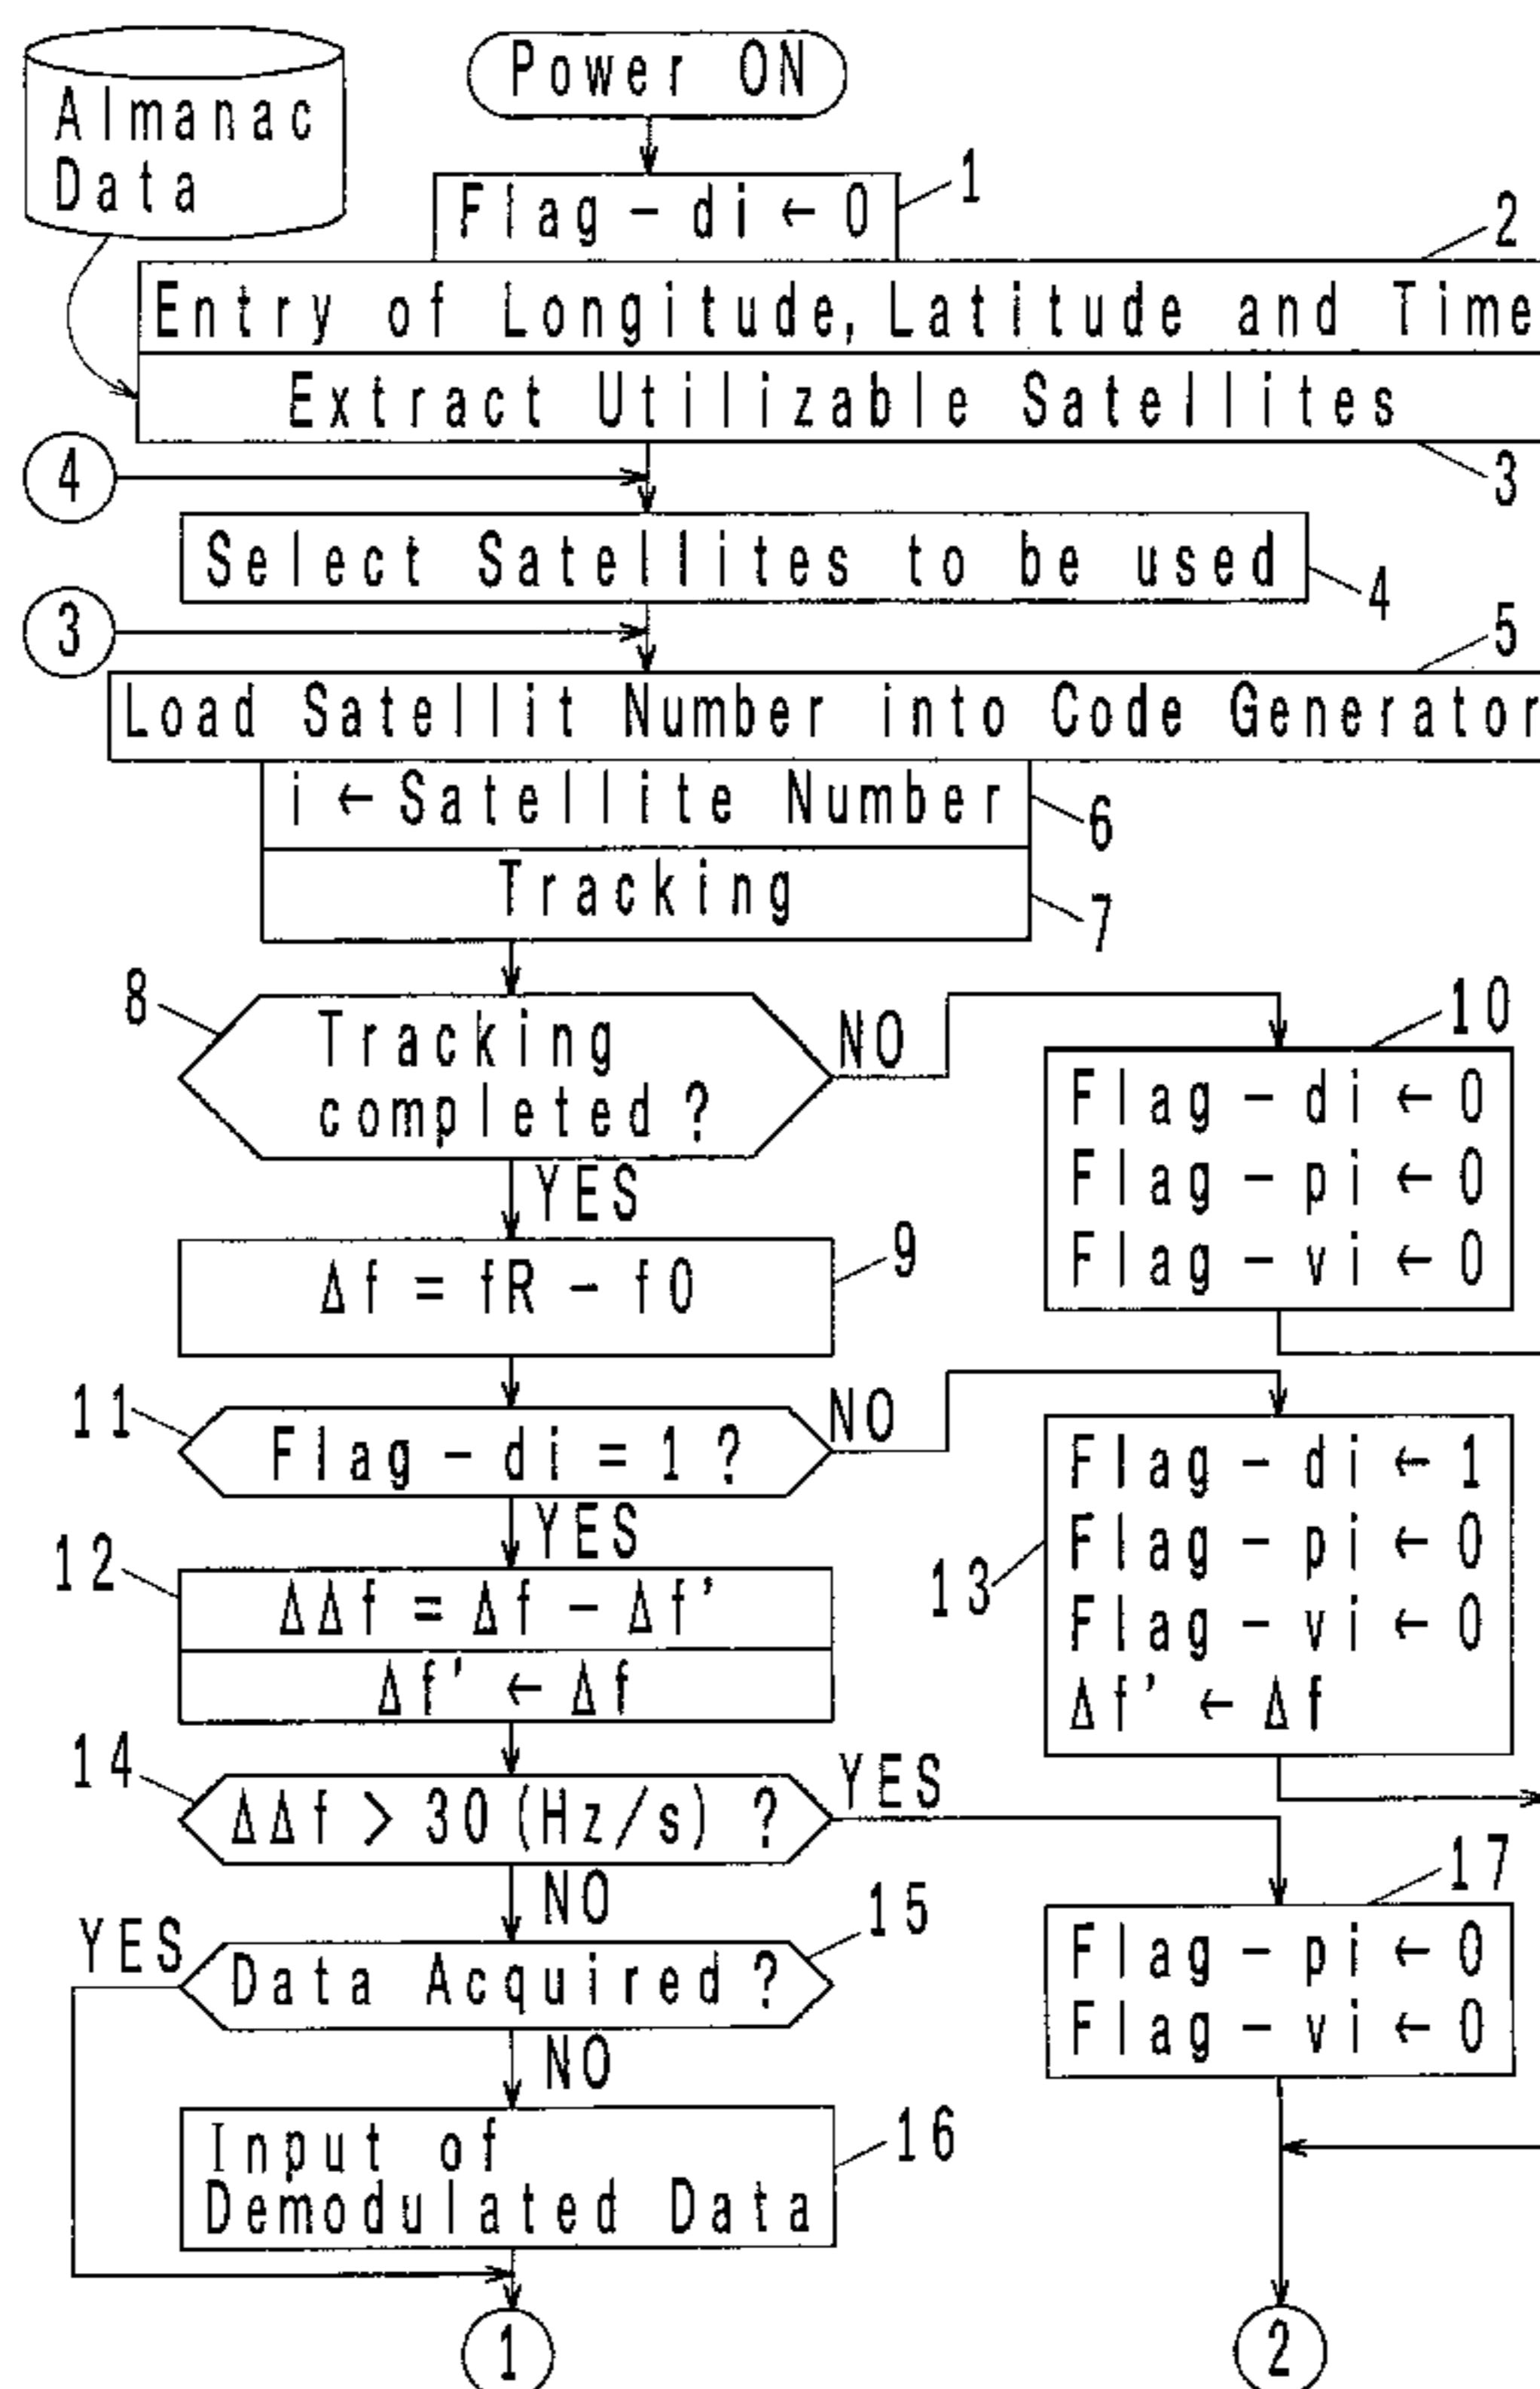 Almanac
Data
Power ON
Flag-di ← 0
1
2
Entry of Longitude, Latitude and Time
Extract Utilizable Satellites
3
4
Select Satellites to be used
4
3
5
Load Satellit Number into Code Generator
i ← Satellite Number
6
Tracking
7
8
Tracking
completed?
NO
YES
10
Flag-di ← 0
Flag-pi ← 0
Flag-vi ← 0
Δf = fR - f0
9
11
Flag-di = 1?
NO
YES
13
Flag-di ← 1
Flag-pi ← 0
Flag-vi ← 0
Δf' ← Δf
12
ΔΔf = Δf - Δf'
Δf' ← Δf
14
ΔΔf > 30 (Hz/s) ?
YES
NO
17
Flag-pi ← 0
Flag-vi ← 0
15
YES
Data Acquired?
NO
Input of
Demodulated Data
16
1
2